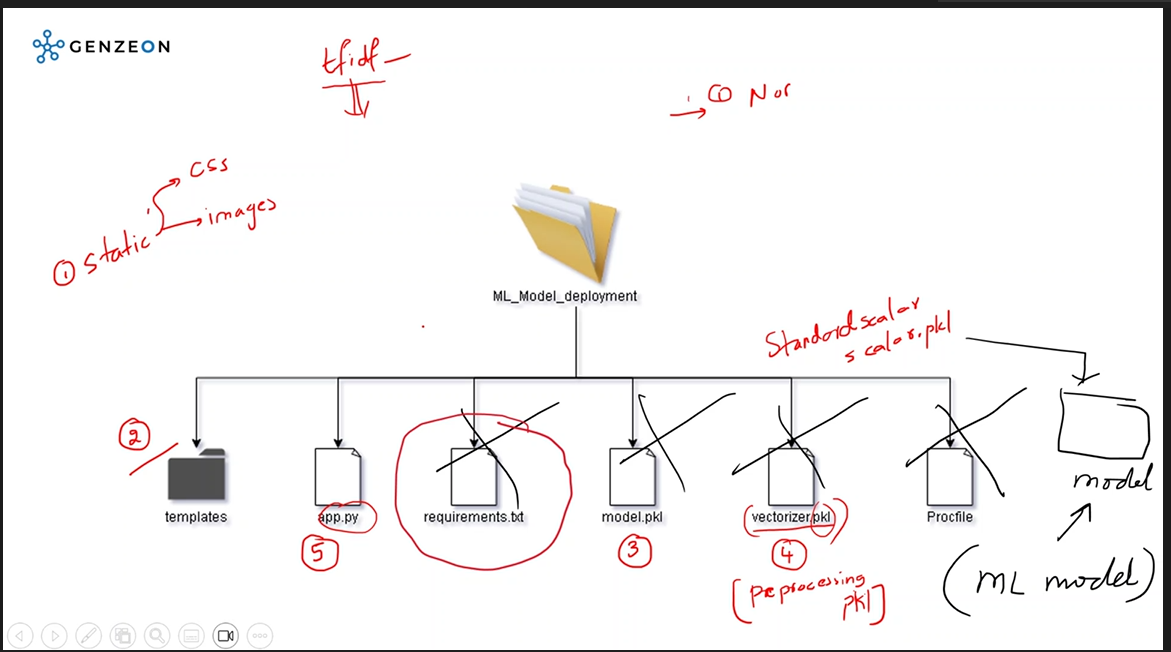 GENZEON
tfidf
Nor
CSS
images
① static
ML_Model_deployment
Standardscalar
scalar.pkl
②
templates
app.py
requirements.txt
model.pkl
vectorizer.pkl
Procfile
model
⑤
③
④
[preprocessing
pkl]
(ML model)